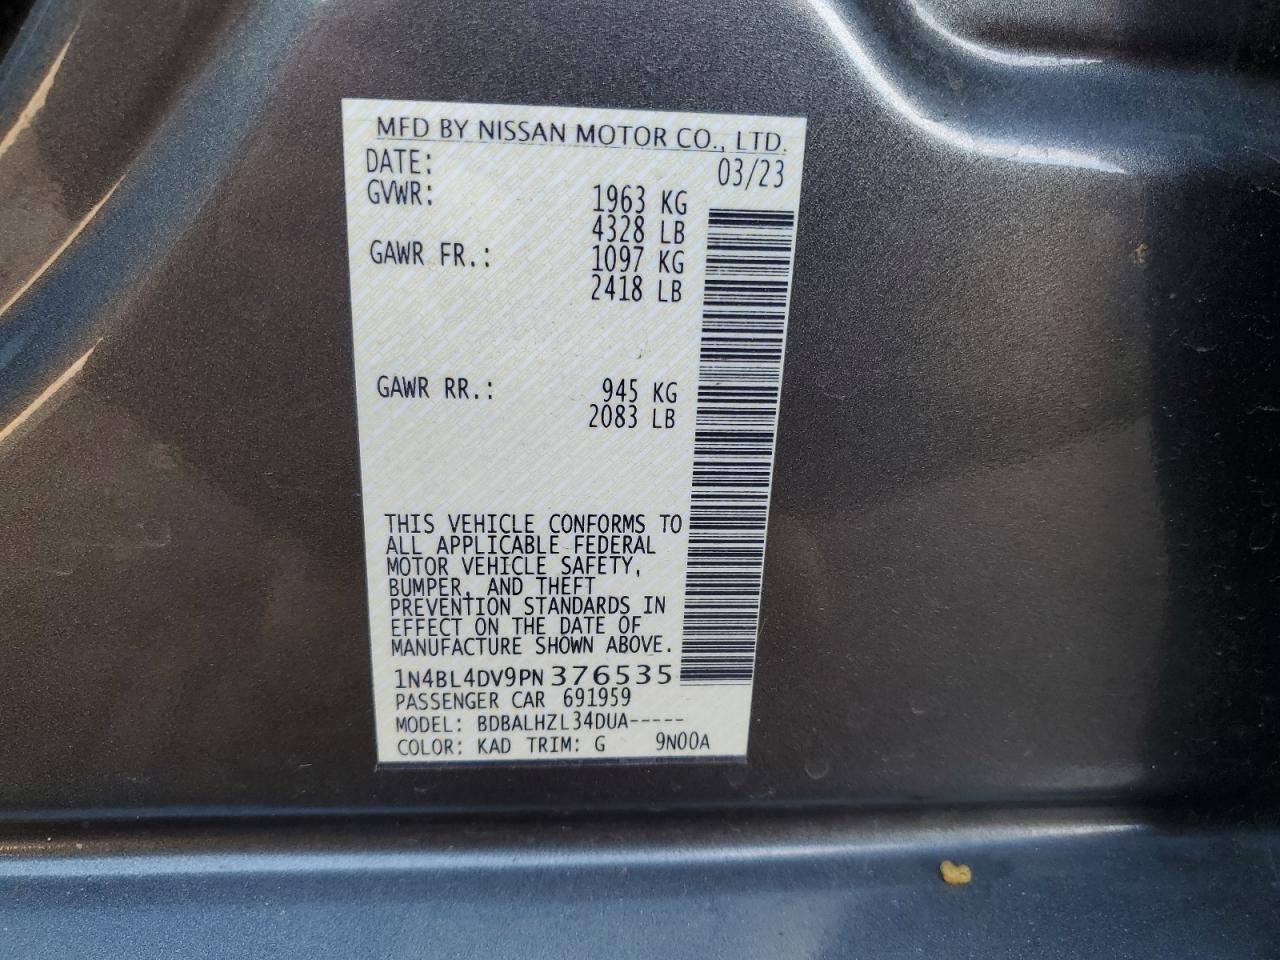 MFD BY NISSAN MOTOR CO., LTD.
DATE: 03/23
GVWR: 1963 KG
4328 LB
GAWR FR.: 1097 KG
2418 LB
GAWR RR.: 945 KG
2083 LB
THIS VEHICLE CONFORMS TO
ALL APPLICABLE FEDERAL
MOTOR VEHICLE SAFETY,
BUMPER, AND THEFT
PREVENTION STANDARDS IN
EFFECT ON THE DATE OF
MANUFACTURE SHOWN ABOVE.
1N4BL4DV9PN376535
PASSENGER CAR 691959
MODEL: BDBALHZL34DUA-----
COLOR: KAD TRIM: G 9N00A